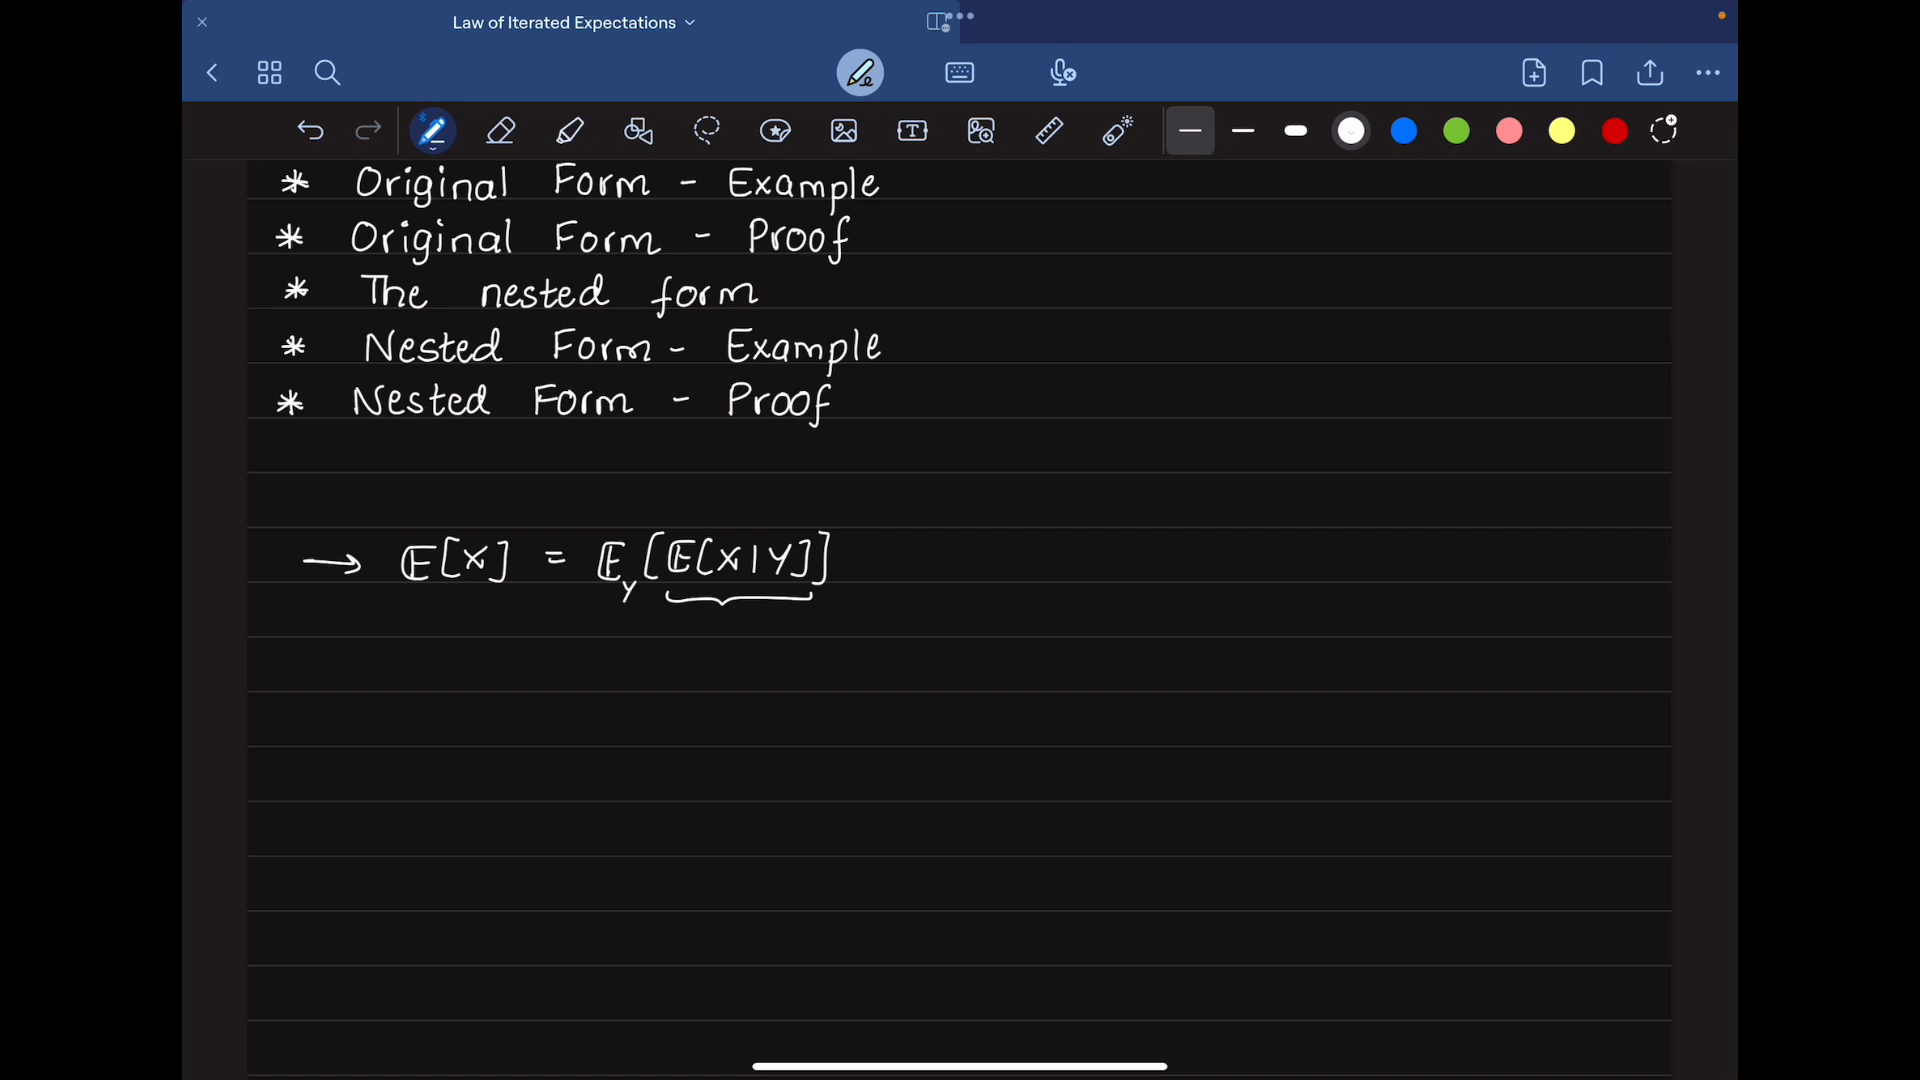 Law of Iterated Expectations
* Original Form - Example
* Original Form - Proof
* The nested form
* Nested Form - Example
* Nested Form - Proof
→ 𝔼[X] = 𝔼_Y[𝔼[X|Y]]